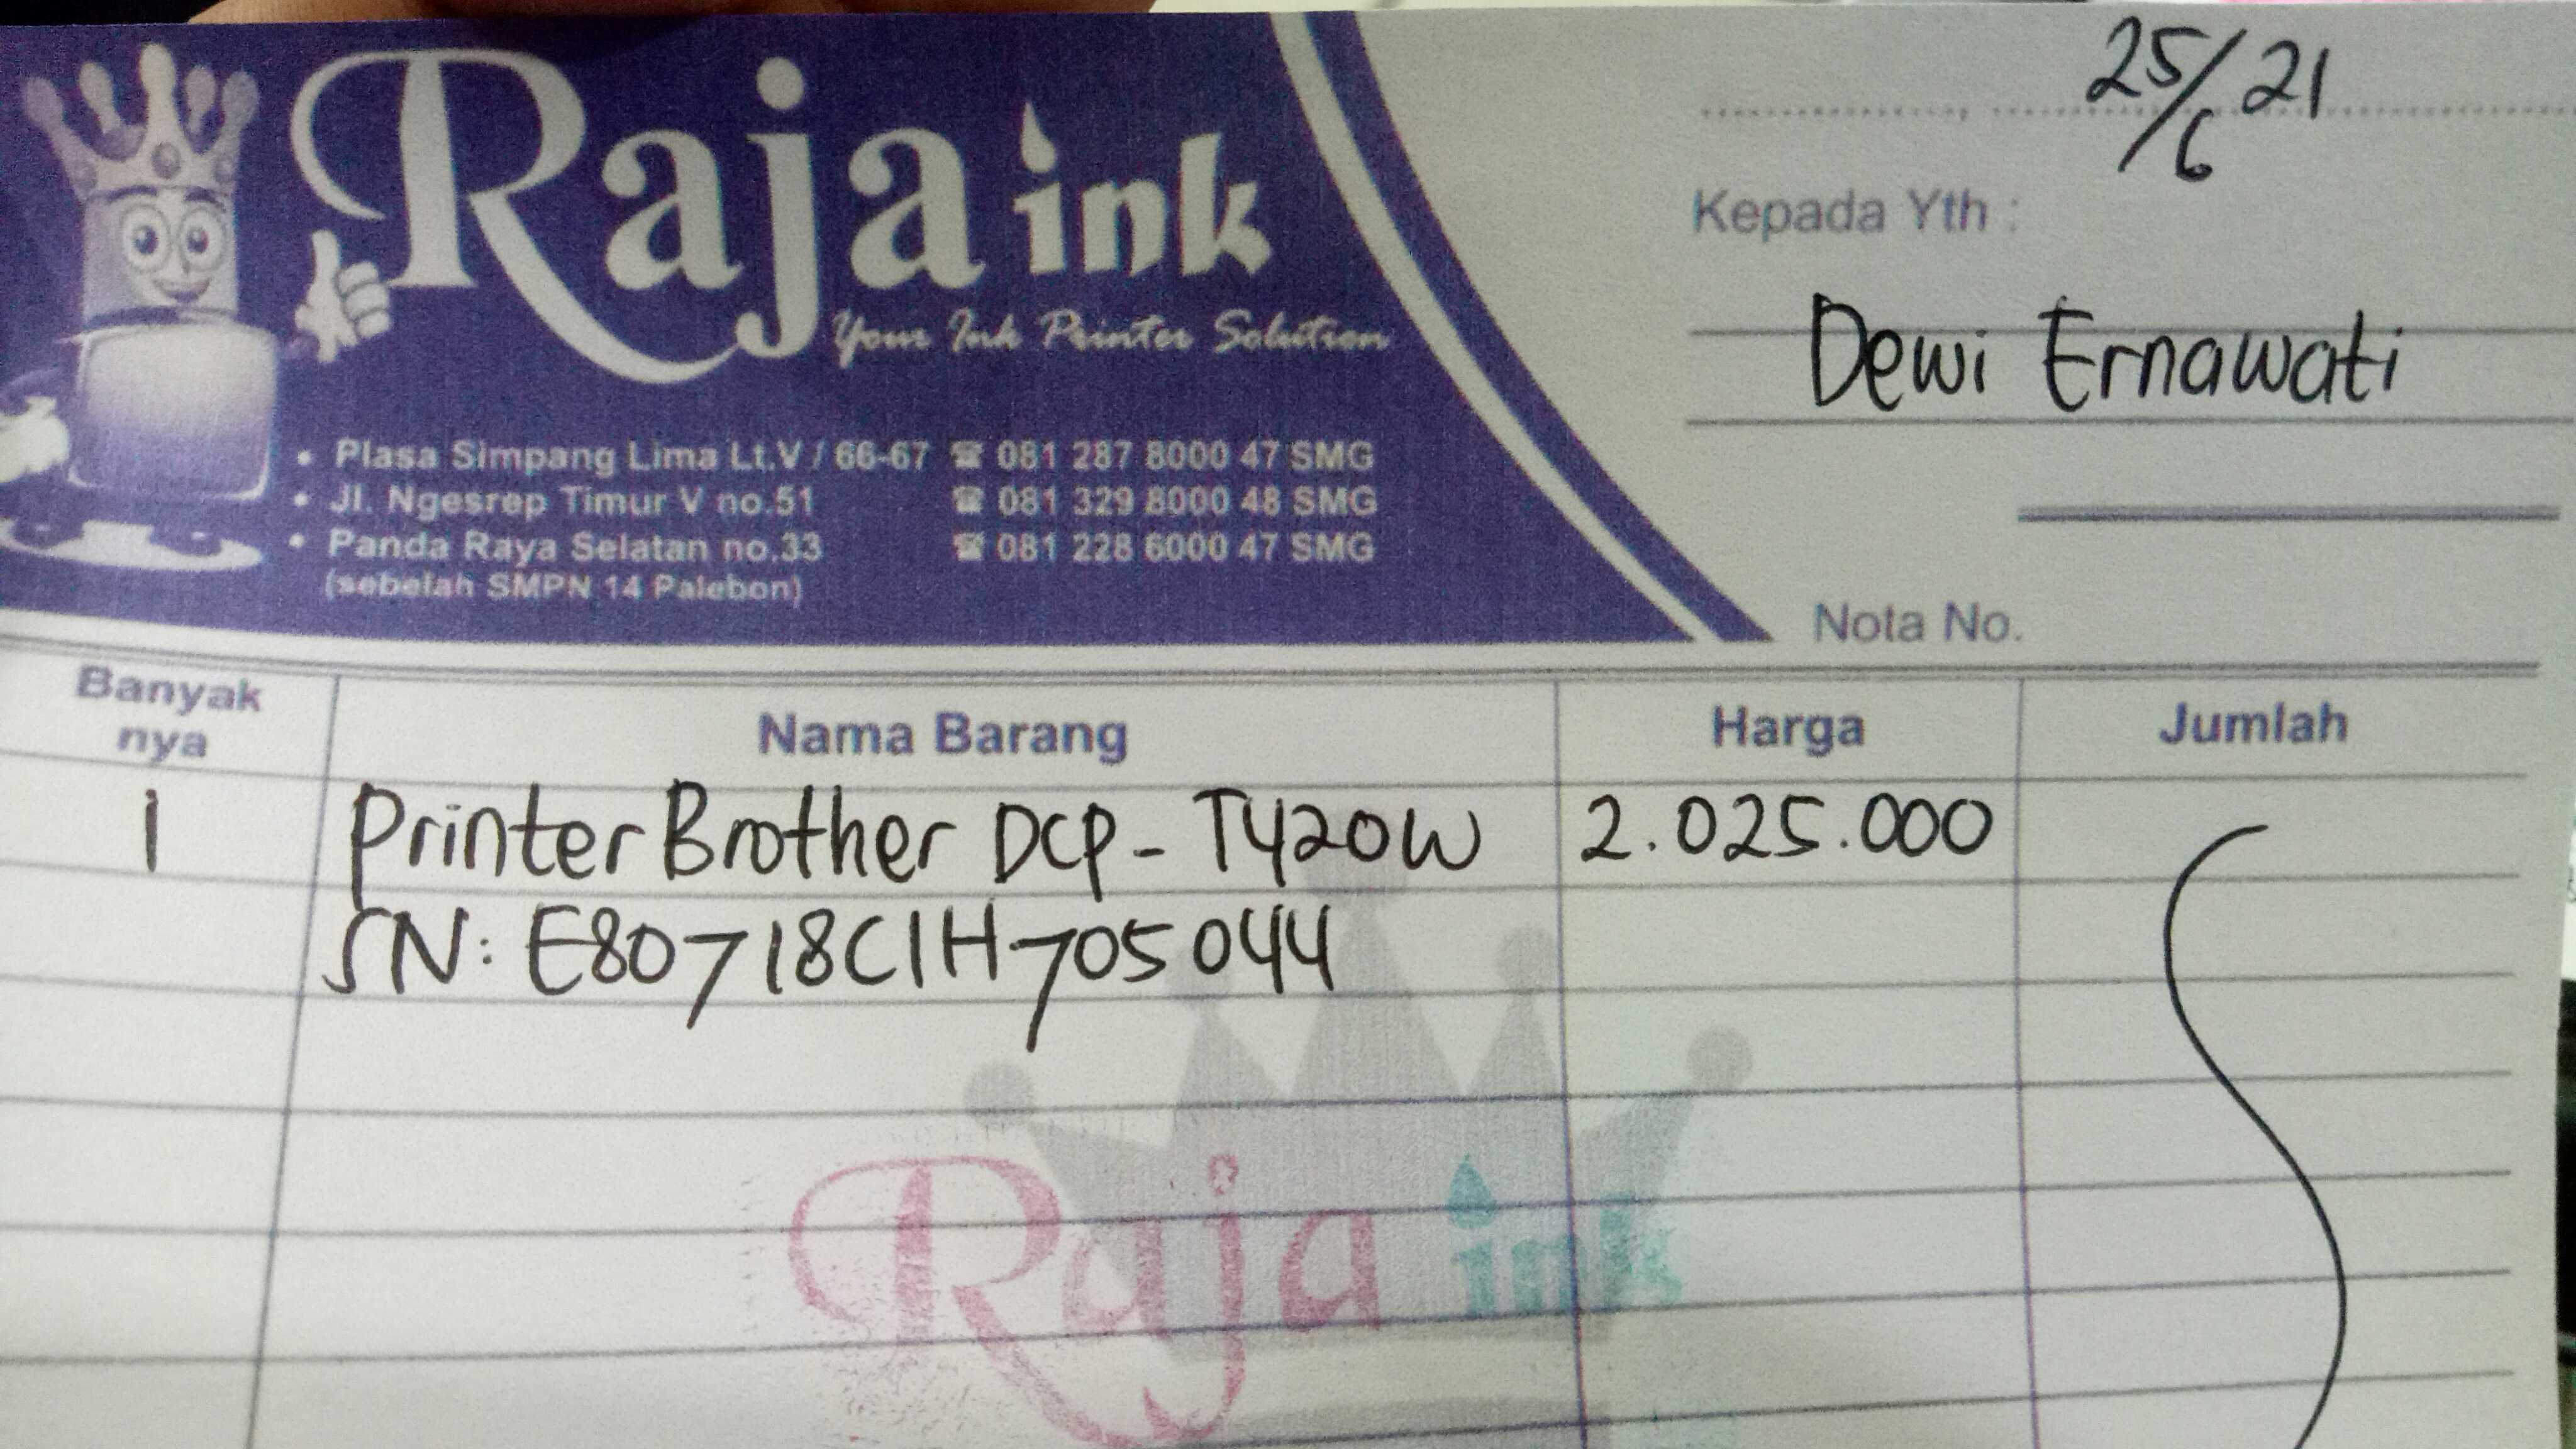 Raja ink
Your Ink Printer Solution
• Plasa Simpang Lima Lt.V / 66-67 ☎ 081 287 8000 47 SMG
• Jl. Ngesrep Timur V no.51 ☎ 081 329 8000 48 SMG
• Panda Raya Selatan no.33 ☎ 081 228 6000 47 SMG
(sebelah SMPN 14 Palebon)
25/6 21
Kepada Yth :
Dewi Ernawati
Nota No.
Banyak nya Nama Barang Harga Jumlah
1 Printer Brother DCP - T420W 2.025.000
SN: E80718C1H705044
Raja ink